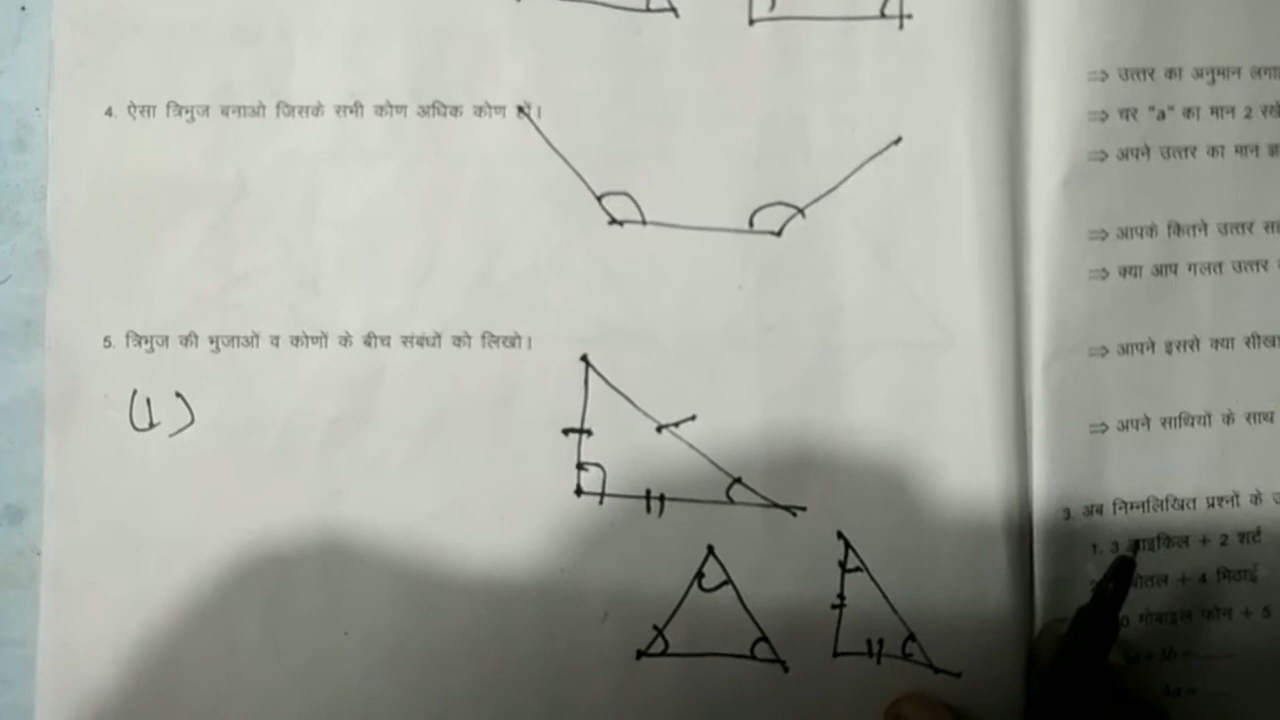 4. ऐसा त्रिभुज बनाओ जिसके सभी कोण अधिक कोण हों।
5. त्रिभुज की भुजाओं व कोणों के बीच संबंधों को लिखो।
(1)
⇒ उत्तर का अनुमान
⇒ चर "a" का मान 2
⇒ अपने उत्तर का मान
⇒ आपके कितने उत्तर
⇒ क्या आप गलत उत्तर
⇒ आपने इससे क्या
⇒ अपने साथियों के साथ
3. अब निम्नलिखित प्रश्नों के
1. 3 साइकिल + 2 शर्ट
+ 4 मिठाई
मोबाइल फोन + 5